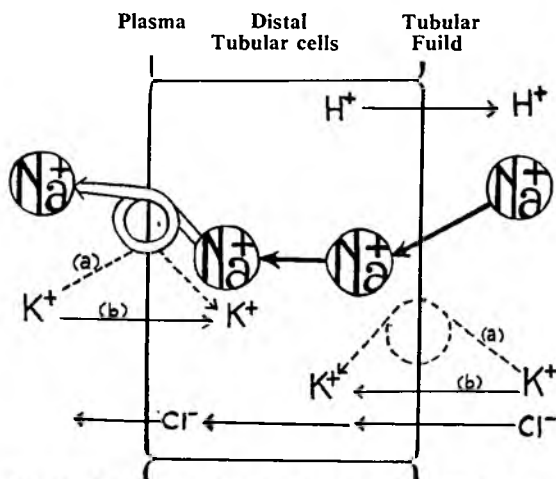 Plasma Distal Tubular
Tubular cells Fuild
H⁺ H⁺
Na⁺ Na⁺
Na⁺ Na⁺
(a)
K⁺ (b) K⁺
(a)
K⁺ (b) K⁺
Cl⁻ Cl⁻